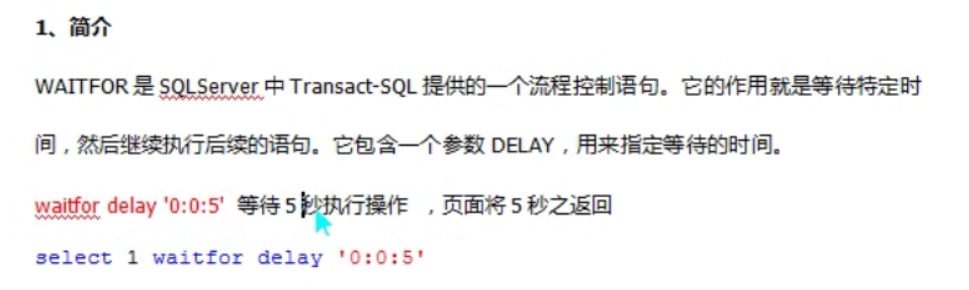 1、简介
WAITFOR 是 SQLServer 中 Transact-SQL 提供的一个流程控制语句。它的作用就是等待特定时
间，然后继续执行后续的语句。它包含一个参数 DELAY，用来指定等待的时间。
waitfor delay '0:0:5' 等待 5 秒执行操作 ，页面将 5 秒之返回
select 1 waitfor delay '0:0:5'